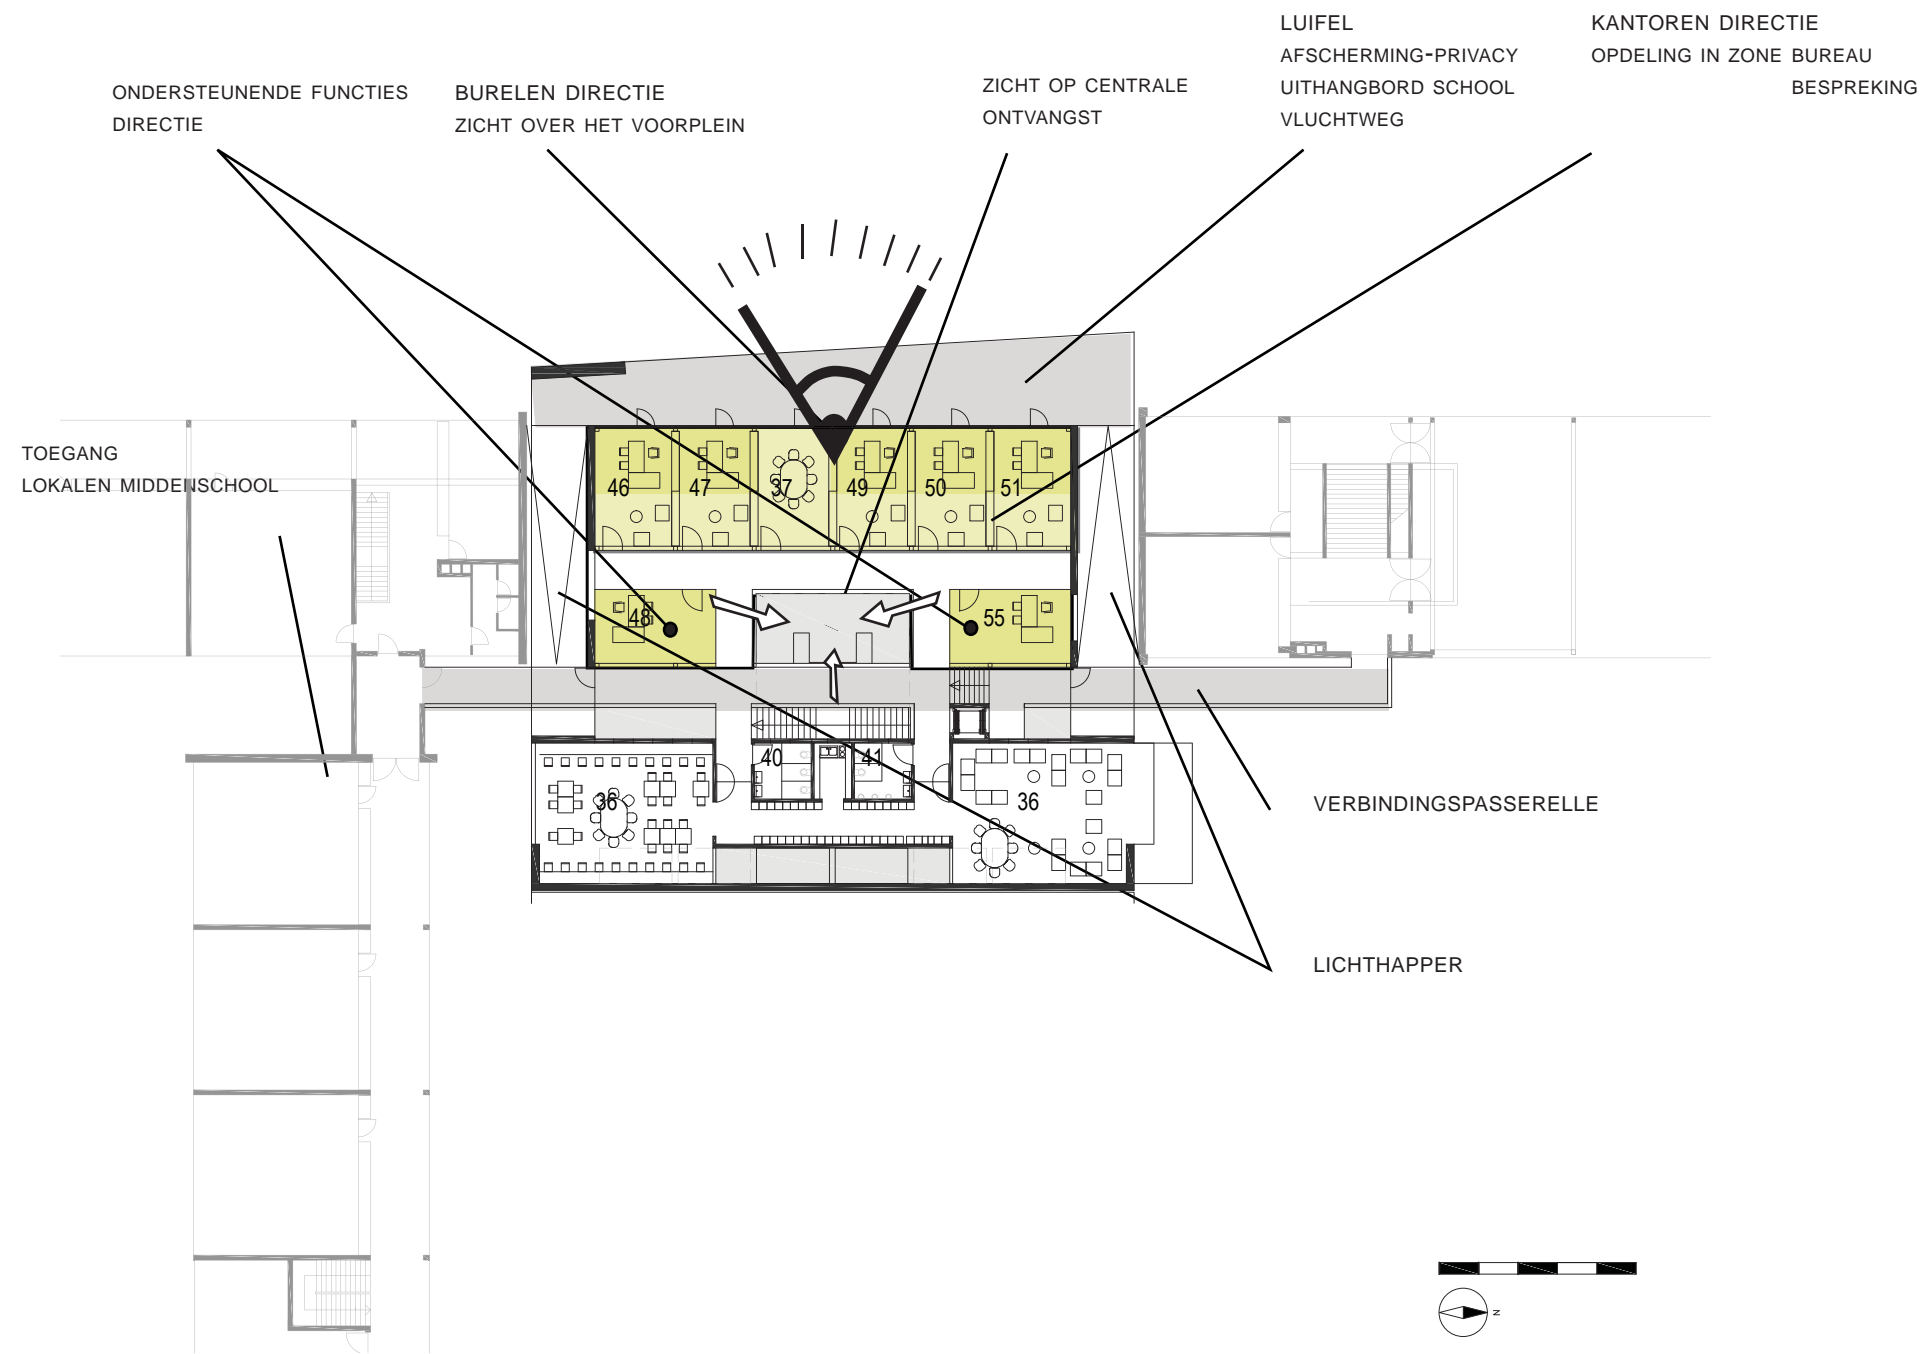 LUIFEL
AFSCHERMING-PRIVACY
UITHANGBORD SCHOOL
VLUCHTWEG
KANTOREN DIRECTIE
OPDELING IN ZONE BUREAU
BESPREKING
ONDERSTEUNENDE FUNCTIES
DIRECTIE
BURELEN DIRECTIE
ZICHT OVER HET VOORPLEIN
ZICHT OP CENTRALE
ONTVANGST
TOEGANG
LOKALEN MIDDENSCHOOL
46 47 37 49 50 51
48 55
40 41
36 36
VERBINDINGSPASSERELLE
LICHTHAPPER
N